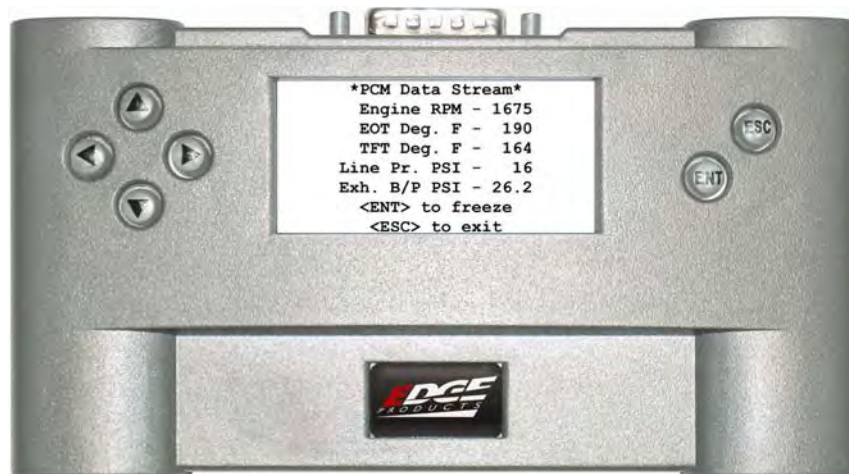 *PCM Data Stream*
Engine RPM - 1675
EOT Deg. F - 190
TFT Deg. F - 164
Line Pr. PSI - 16
Exh. B/P PSI - 26.2
<ENT> to freeze
<ESC> to exit
ESC
ENT
EDGE
PRODUCTS